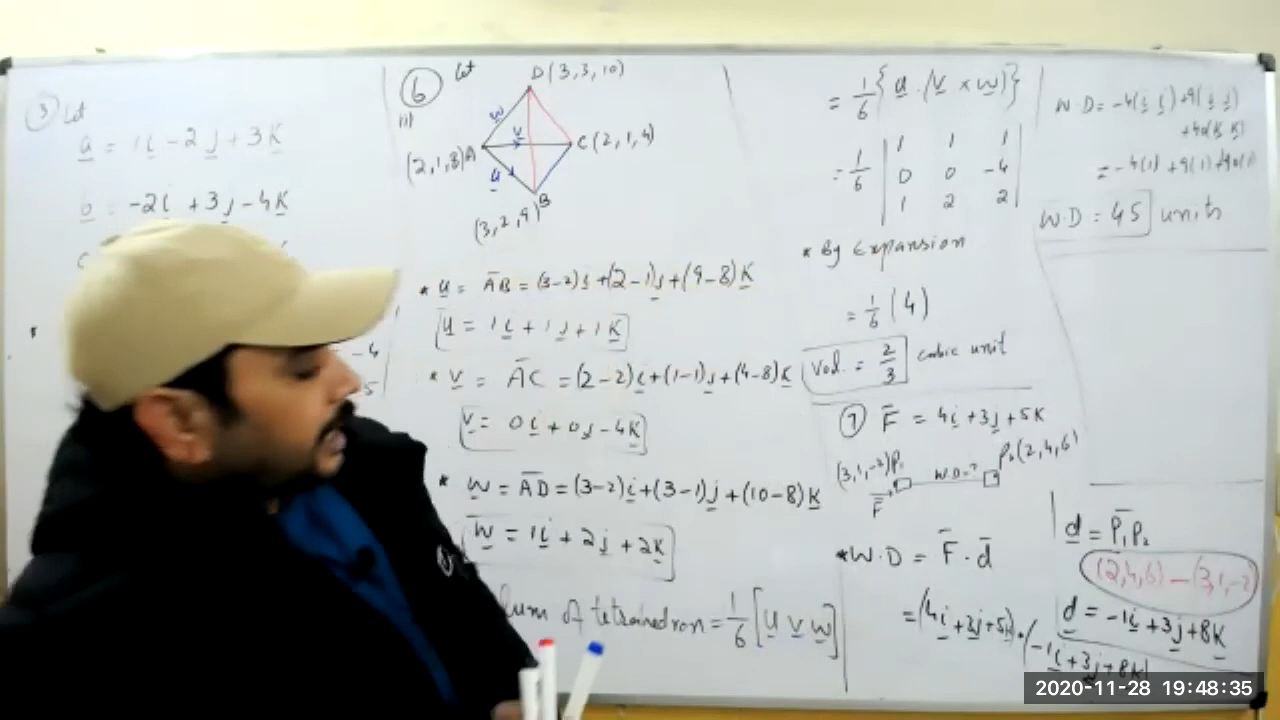 ③ Let
a = 1i - 2j + 3K
b = -2i + 3j - 4K
- 4
⑥ Let
(i)
D(3, 3, 10)
w
v
(2, 1, 8)A
C(2, 1, 4)
u
B
(3, 2, 9)
* u = AB = (3-2)i + (2-1)j + (9-8)K
u = 1i + 1j + 1K
* v = AC = (2-2)i + (1-1)j + (4-8)K
v = 0i + 0j - 4K
* w = AD = (3-2)i + (3-1)j + (10-8)K
w = 1i + 2j + 2K
lum of tetrahedron = 1/6 [u v w]
= 1/6 {u . (v × w)}
= 1/6 | 1 1 1
0 0 -4
1 2 2 |
* By Expansion
= 1/6 (4)
Vol. = 2/3 cubic unit
⑦ F = 4i + 3j + 5K
(3, 1, -2)P₁
W.D=?
P₂(2, 4, 6)
F
* W.D = F . d
= (4i + 3j + 5K) . (-1i + 3j + 8K)
W.D = -4(i.i) + 9(j.j)
+ 40(K.K)
= -4(1) + 9(1) + 40(1)
W.D = 45 units
d = P₁P₂
(2,4,6) - (3,1,-2
d = -1i + 3j + 8K
2020-11-28 19:48:35